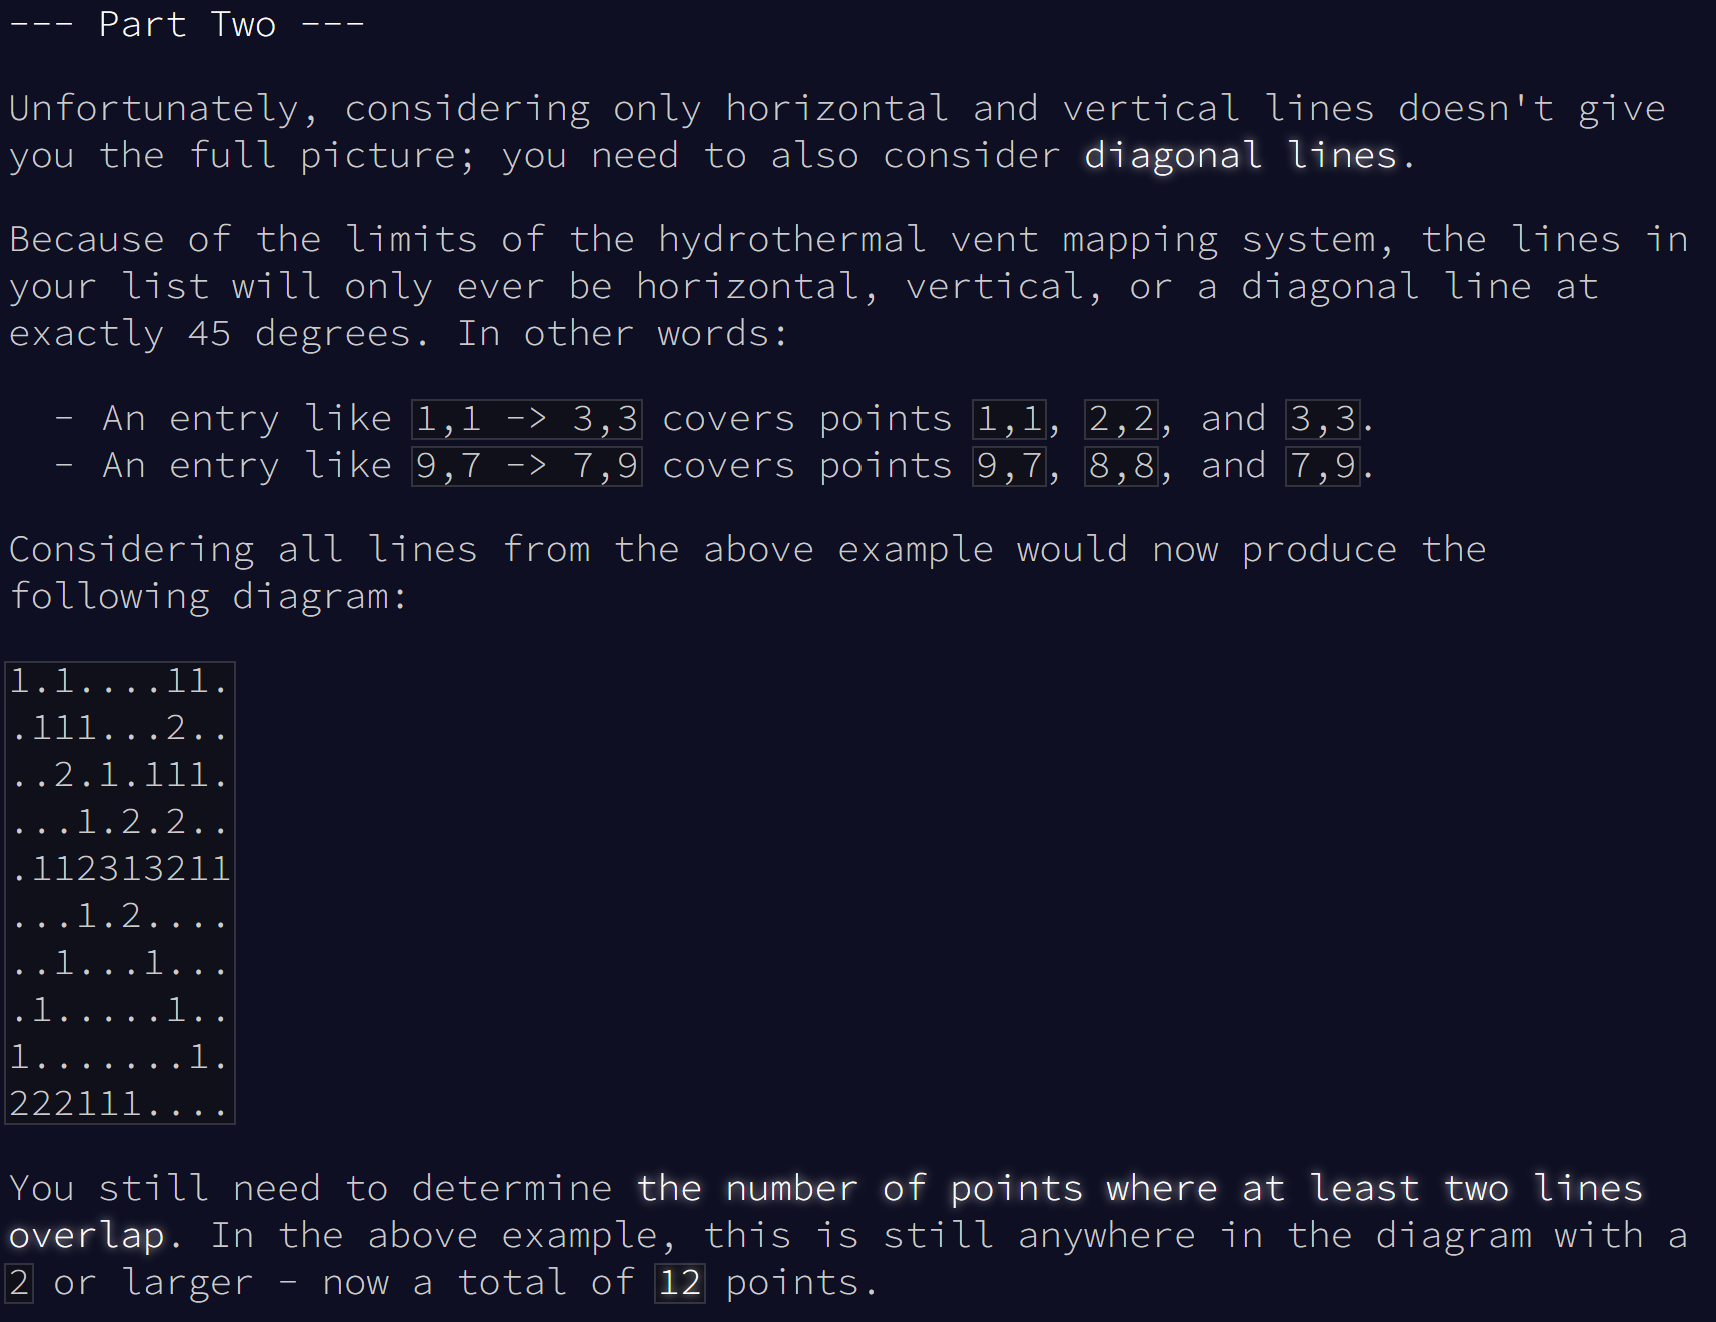 --- Part Two ---
Unfortunately, considering only horizontal and vertical lines doesn't give
you the full picture; you need to also consider diagonal lines.
Because of the limits of the hydrothermal vent mapping system, the lines in
your list will only ever be horizontal, vertical, or a diagonal line at
exactly 45 degrees. In other words:
- An entry like 1,1 -> 3,3 covers points 1,1, 2,2, and 3,3.
- An entry like 9,7 -> 7,9 covers points 9,7, 8,8, and 7,9.
Considering all lines from the above example would now produce the
following diagram:
1.1....11.
.111...2..
..2.1.111.
...1.2.2..
.112313211
...1.2....
..1...1...
.1.....1..
1.......1.
222111....
You still need to determine the number of points where at least two lines
overlap. In the above example, this is still anywhere in the diagram with a
2 or larger - now a total of 12 points.